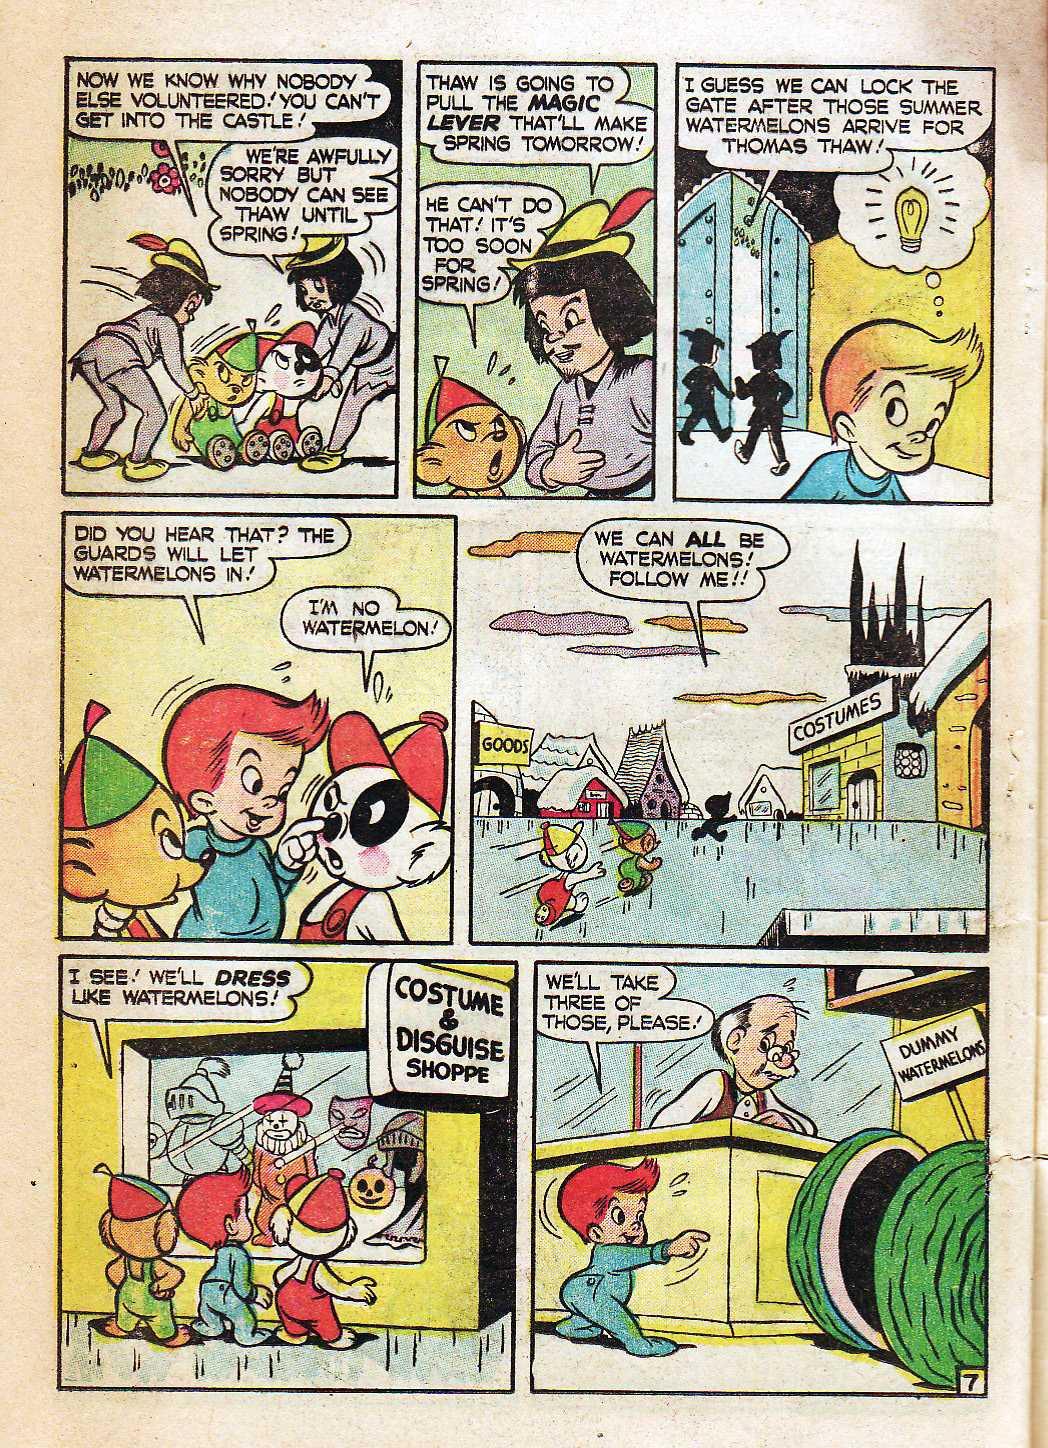 NOW WE KNOW WHY NOBODY
ELSE VOLUNTEERED! YOU CAN'T
GET INTO THE CASTLE!
WE'RE AWFULLY
SORRY BUT
NOBODY CAN SEE
THAW UNTIL
SPRING!
THAW IS GOING TO
PULL THE MAGIC
LEVER THAT'LL MAKE
SPRING TOMORROW!
HE CAN'T DO
THAT! IT'S
TOO SOON
FOR
SPRING!
I GUESS WE CAN LOCK THE
GATE AFTER THOSE SUMMER
WATERMELONS ARRIVE FOR
THOMAS THAW!
DID YOU HEAR THAT? THE
GUARDS WILL LET
WATERMELONS IN!
I'M NO
WATERMELON!
WE CAN ALL BE
WATERMELONS!
FOLLOW ME!!
GOODS
COSTUMES
I SEE! WE'LL DRESS
LIKE WATERMELONS!
COSTUME
&
DISGUISE
SHOPPE
WE'LL TAKE
THREE OF
THOSE, PLEASE!
DUMMY
WATERMELONS
7